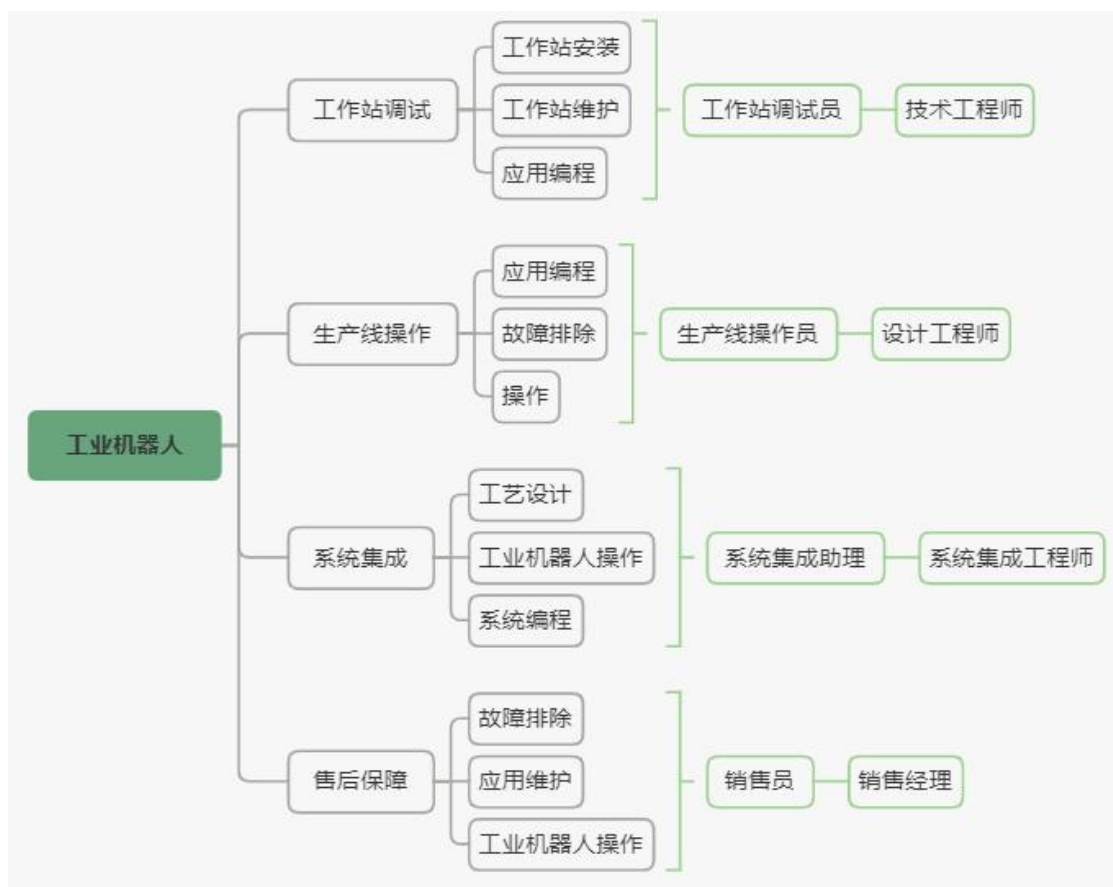 工业机器人
工作站调试
工作站安装
工作站维护
应用编程
工作站调试员
技术工程师
生产线操作
应用编程
故障排除
操作
生产线操作员
设计工程师
系统集成
工艺设计
工业机器人操作
系统编程
系统集成助理
系统集成工程师
售后保障
故障排除
应用维护
工业机器人操作
销售员
销售经理